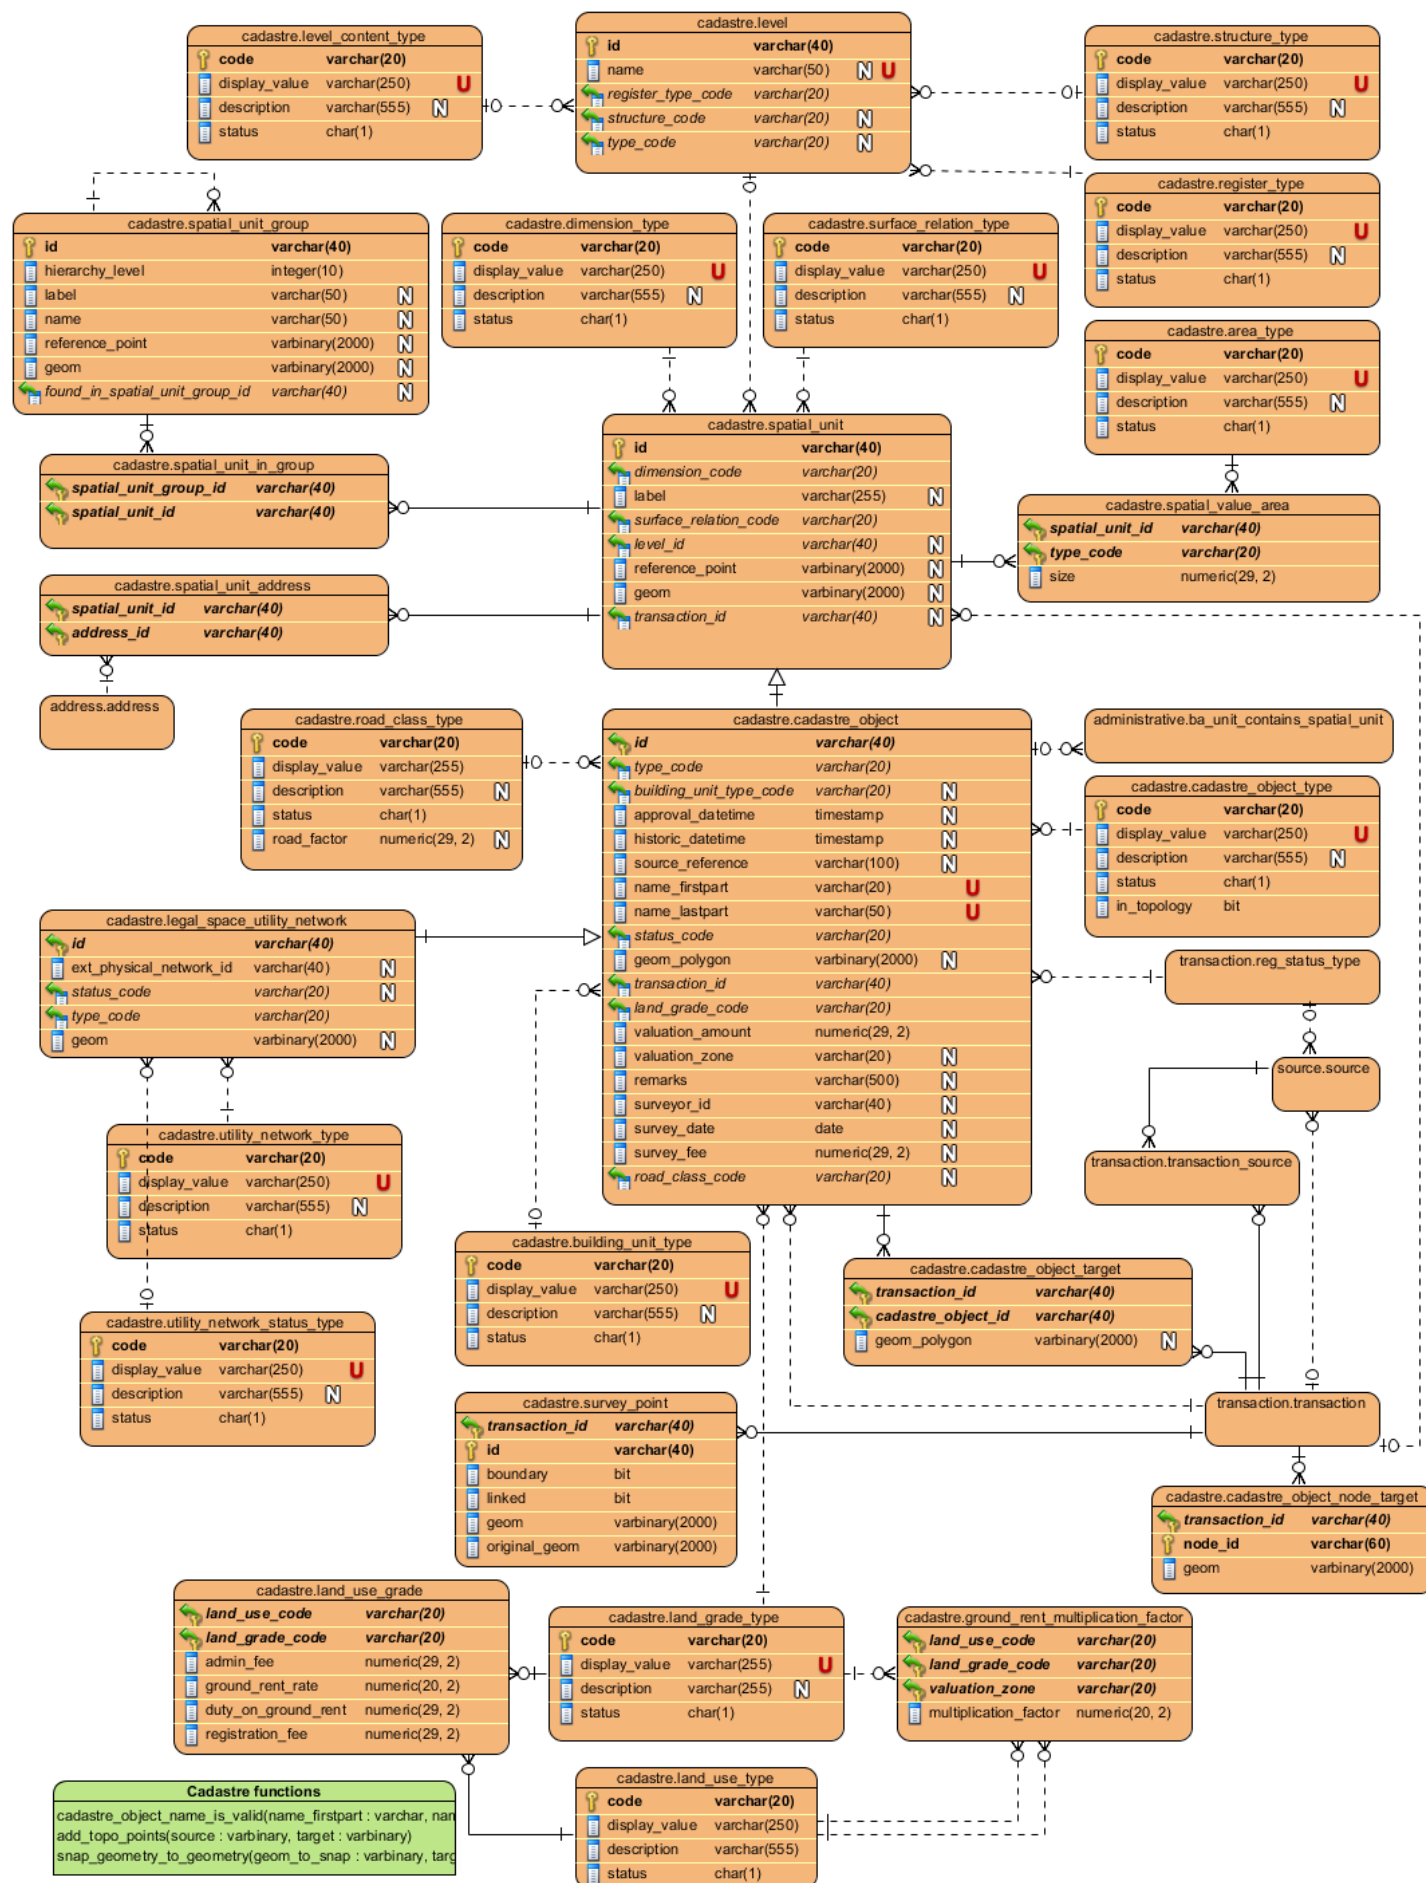 cadastre.level_content_type
code varchar(20)
display_value varchar(250) U
description varchar(555) N
status char(1)
cadastre.level
id varchar(40)
name varchar(50) N U
register_type_code varchar(20)
structure_code varchar(20) N
type_code varchar(20) N
cadastre.structure_type
code varchar(20)
display_value varchar(250) U
description varchar(555) N
status char(1)
cadastre.register_type
code varchar(20)
display_value varchar(250) U
description varchar(555) N
status char(1)
cadastre.spatial_unit_group
id varchar(40)
hierarchy_level integer(10)
label varchar(50) N
name varchar(50) N
reference_point varbinary(2000) N
geom varbinary(2000) N
found_in_spatial_unit_group_id varchar(40) N
cadastre.dimension_type
code varchar(20)
display_value varchar(250) U
description varchar(555) N
status char(1)
cadastre.surface_relation_type
code varchar(20)
display_value varchar(250) U
description varchar(555) N
status char(1)
cadastre.area_type
code varchar(20)
display_value varchar(250) U
description varchar(555) N
status char(1)
cadastre.spatial_unit
id varchar(40)
dimension_code varchar(20)
label varchar(255) N
surface_relation_code varchar(20)
level_id varchar(40) N
reference_point varbinary(2000) N
geom varbinary(2000) N
transaction_id varchar(40) N
cadastre.spatial_unit_in_group
spatial_unit_group_id varchar(40)
spatial_unit_id varchar(40)
cadastre.spatial_value_area
spatial_unit_id varchar(40)
type_code varchar(20)
size numeric(29, 2)
cadastre.spatial_unit_address
spatial_unit_id varchar(40)
address_id varchar(40)
address.address
cadastre.road_class_type
code varchar(20)
display_value varchar(255)
description varchar(555) N
status char(1)
road_factor numeric(29, 2) N
cadastre.cadastre_object
id varchar(40)
type_code varchar(20)
building_unit_type_code varchar(20) N
approval_datetime timestamp N
historic_datetime timestamp N
source_reference varchar(100) N
name_firstpart varchar(20) U
name_lastpart varchar(50) U
status_code varchar(20)
geom_polygon varbinary(2000) N
transaction_id varchar(40)
land_grade_code varchar(20)
valuation_amount numeric(29, 2)
valuation_zone varchar(20) N
remarks varchar(500) N
surveyor_id varchar(40) N
survey_date date N
survey_fee numeric(29, 2) N
road_class_code varchar(20) N
administrative.ba_unit_contains_spatial_unit
cadastre.cadastre_object_type
code varchar(20)
display_value varchar(250) U
description varchar(555) N
status char(1)
in_topology bit
cadastre.legal_space_utility_network
id varchar(40)
ext_physical_network_id varchar(40) N
status_code varchar(20) N
type_code varchar(20)
geom varbinary(2000) N
transaction.reg_status_type
source.source
transaction.transaction_source
cadastre.utility_network_type
code varchar(20)
display_value varchar(250) U
description varchar(555) N
status char(1)
cadastre.building_unit_type
code varchar(20)
display_value varchar(250) U
description varchar(555) N
status char(1)
cadastre.cadastre_object_target
transaction_id varchar(40)
cadastre_object_id varchar(40)
geom_polygon varbinary(2000) N
cadastre.utility_network_status_type
code varchar(20)
display_value varchar(250) U
description varchar(555) N
status char(1)
cadastre.survey_point
transaction_id varchar(40)
id varchar(40)
boundary bit
linked bit
geom varbinary(2000)
original_geom varbinary(2000)
transaction.transaction
cadastre.cadastre_object_node_target
transaction_id varchar(40)
node_id varchar(60)
geom varbinary(2000)
cadastre.land_use_grade
land_use_code varchar(20)
land_grade_code varchar(20)
admin_fee numeric(29, 2)
ground_rent_rate numeric(20, 2)
duty_on_ground_rent numeric(29, 2)
registration_fee numeric(29, 2)
cadastre.land_grade_type
code varchar(20)
display_value varchar(255) U
description varchar(255) N
status char(1)
cadastre.ground_rent_multiplication_factor
land_use_code varchar(20)
land_grade_code varchar(20)
valuation_zone varchar(20)
multiplication_factor numeric(20, 2)
cadastre.land_use_type
code varchar(20)
display_value varchar(250)
description varchar(555)
status char(1)
Cadastre functions
cadastre_object_name_is_valid(name_firstpart : varchar, nan
add_topo_points(source : varbinary, target : varbinary)
snap_geometry_to_geometry(geom_to_snap : varbinary, targ